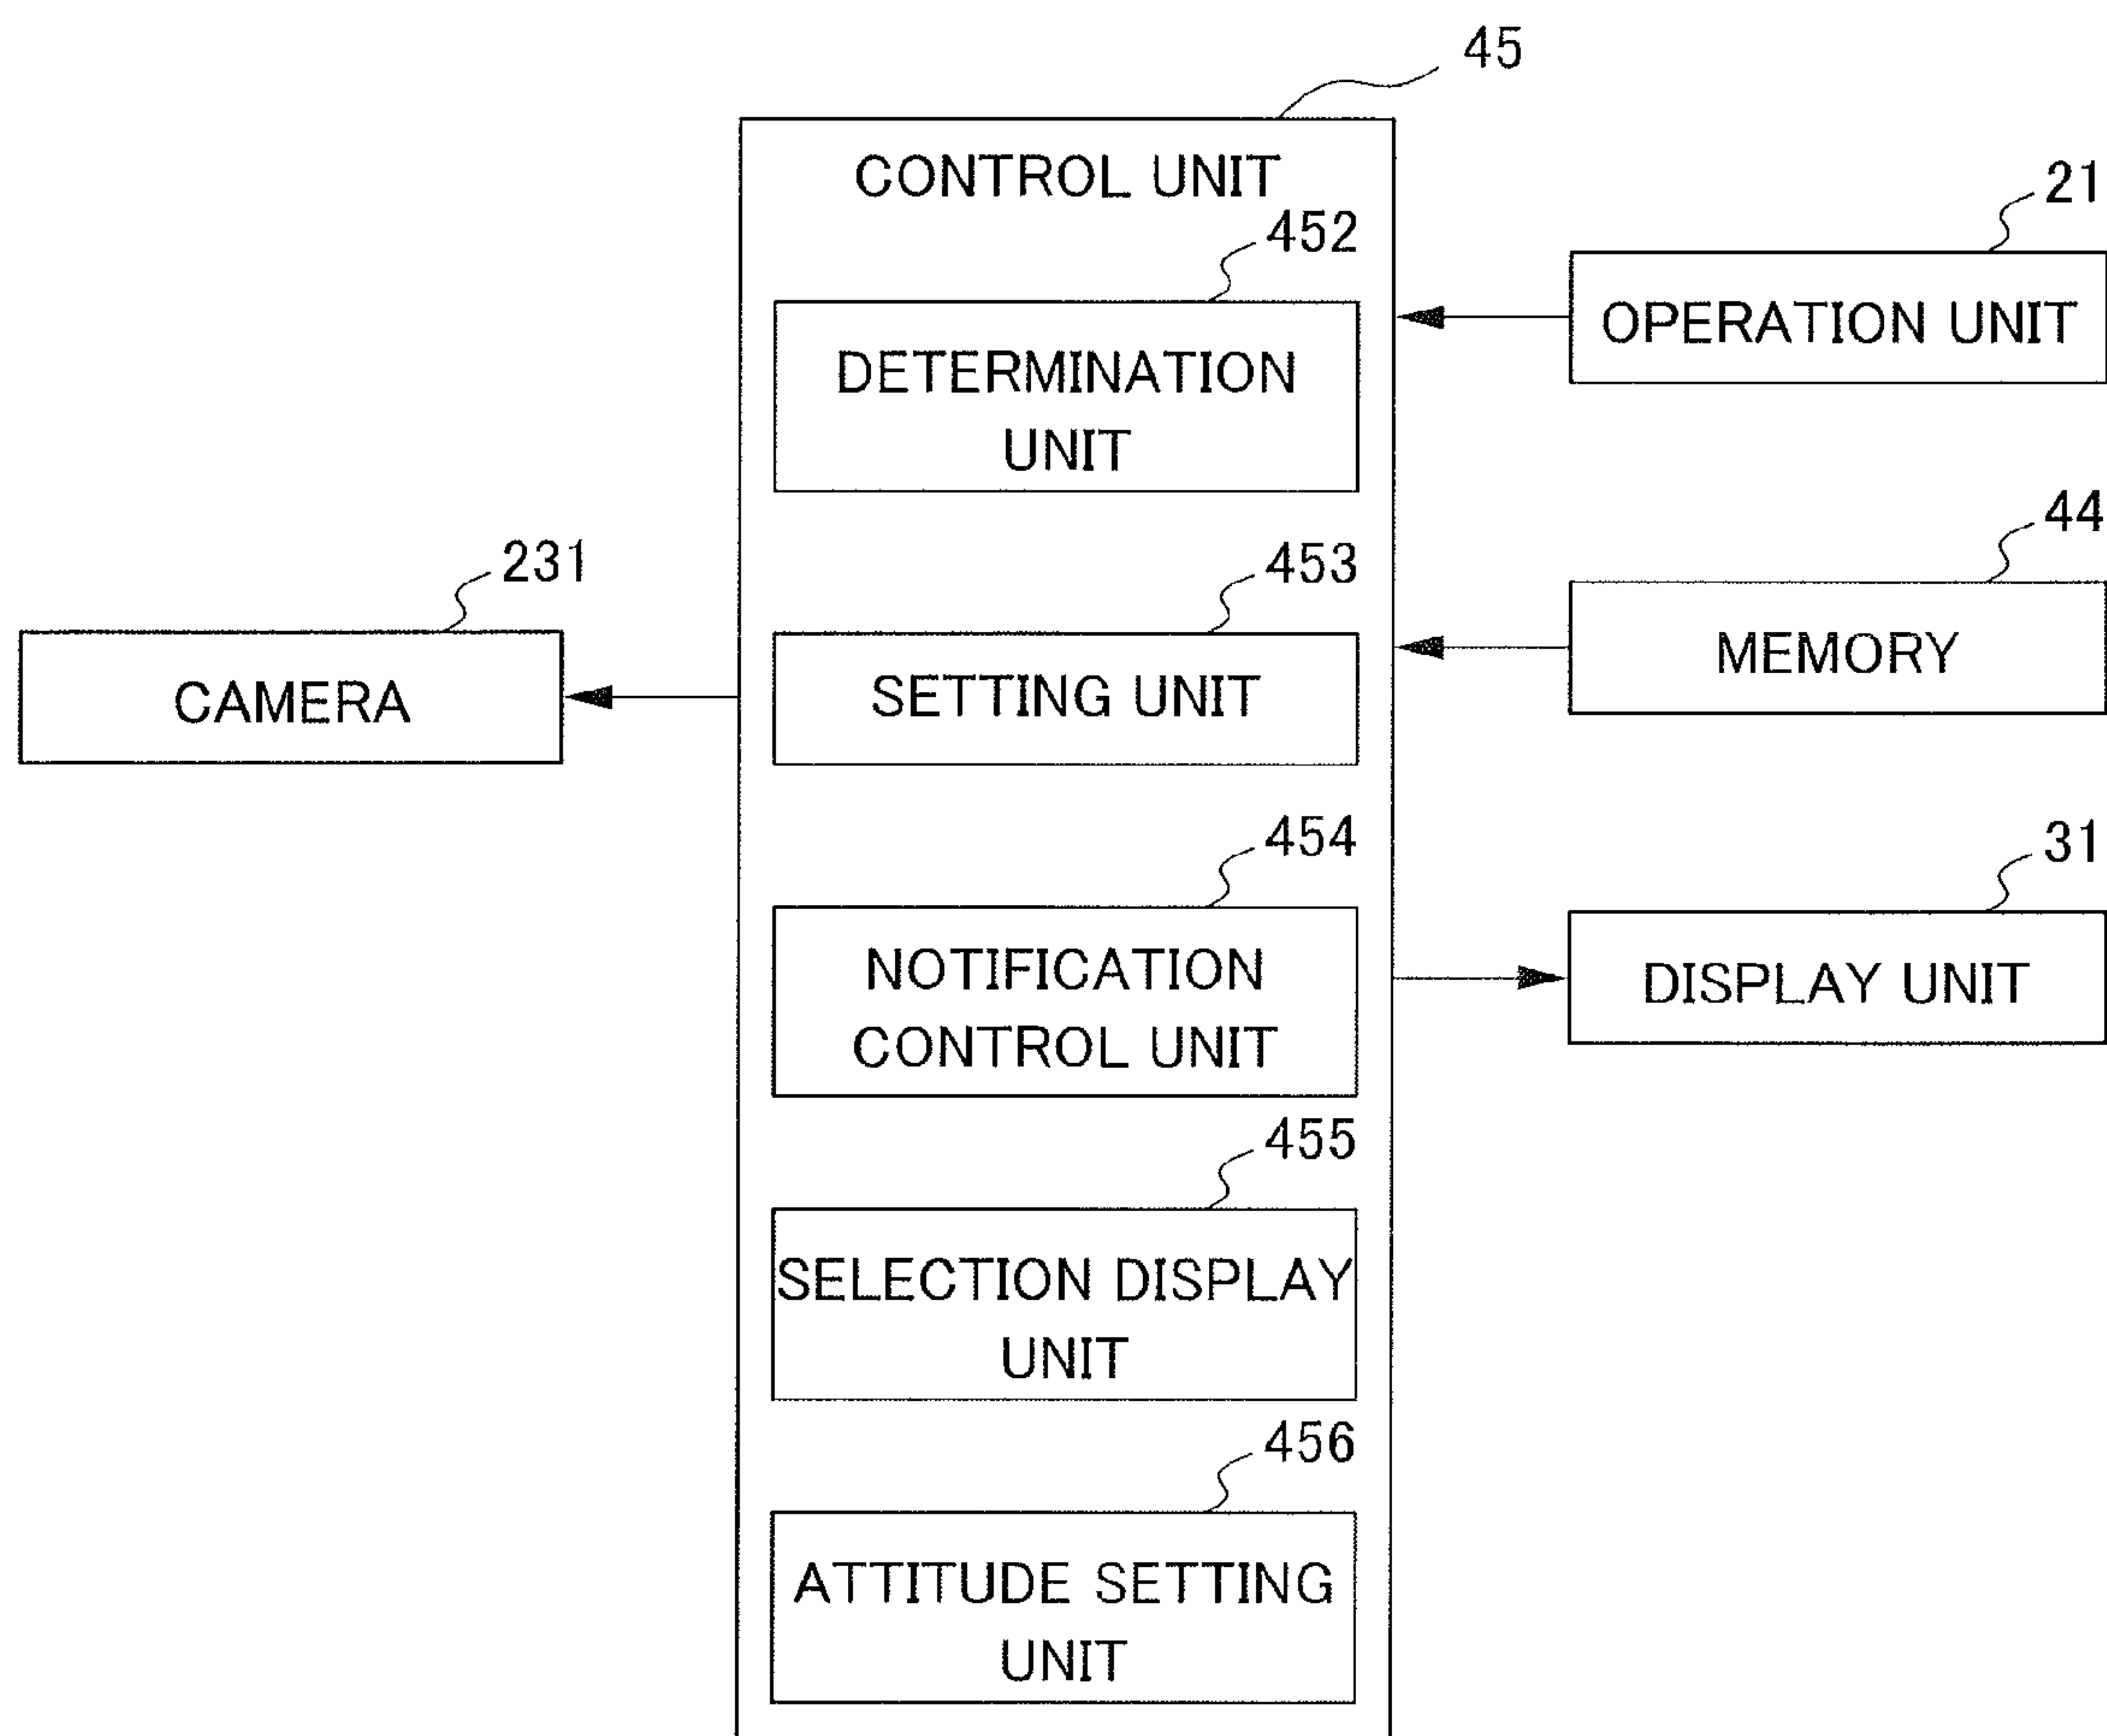 45
CONTROL UNIT
452
DETERMINATION
UNIT
453
SETTING UNIT
454
NOTIFICATION
CONTROL UNIT
455
SELECTION DISPLAY
UNIT
456
ATTITUDE SETTING
UNIT
231
CAMERA
21
OPERATION UNIT
44
MEMORY
31
DISPLAY UNIT